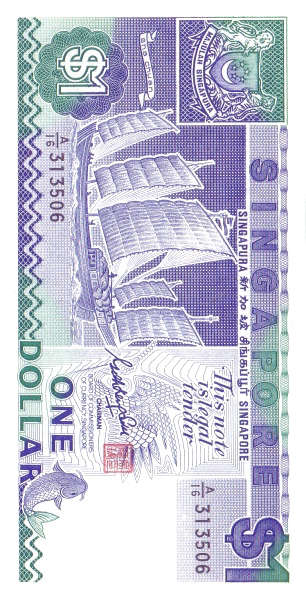 SINGAPORE
SINGAPURA 新加坡 சிங்கப்பூர் SINGAPORE
MAJULAH SINGAPURA
$1
A/16 313506
This note
is legal
tender
CHAIRMAN
BOARD OF COMMISSIONERS
OF CURRENCY, SINGAPORE
ONE
DOLLAR
A/16 313506
$1